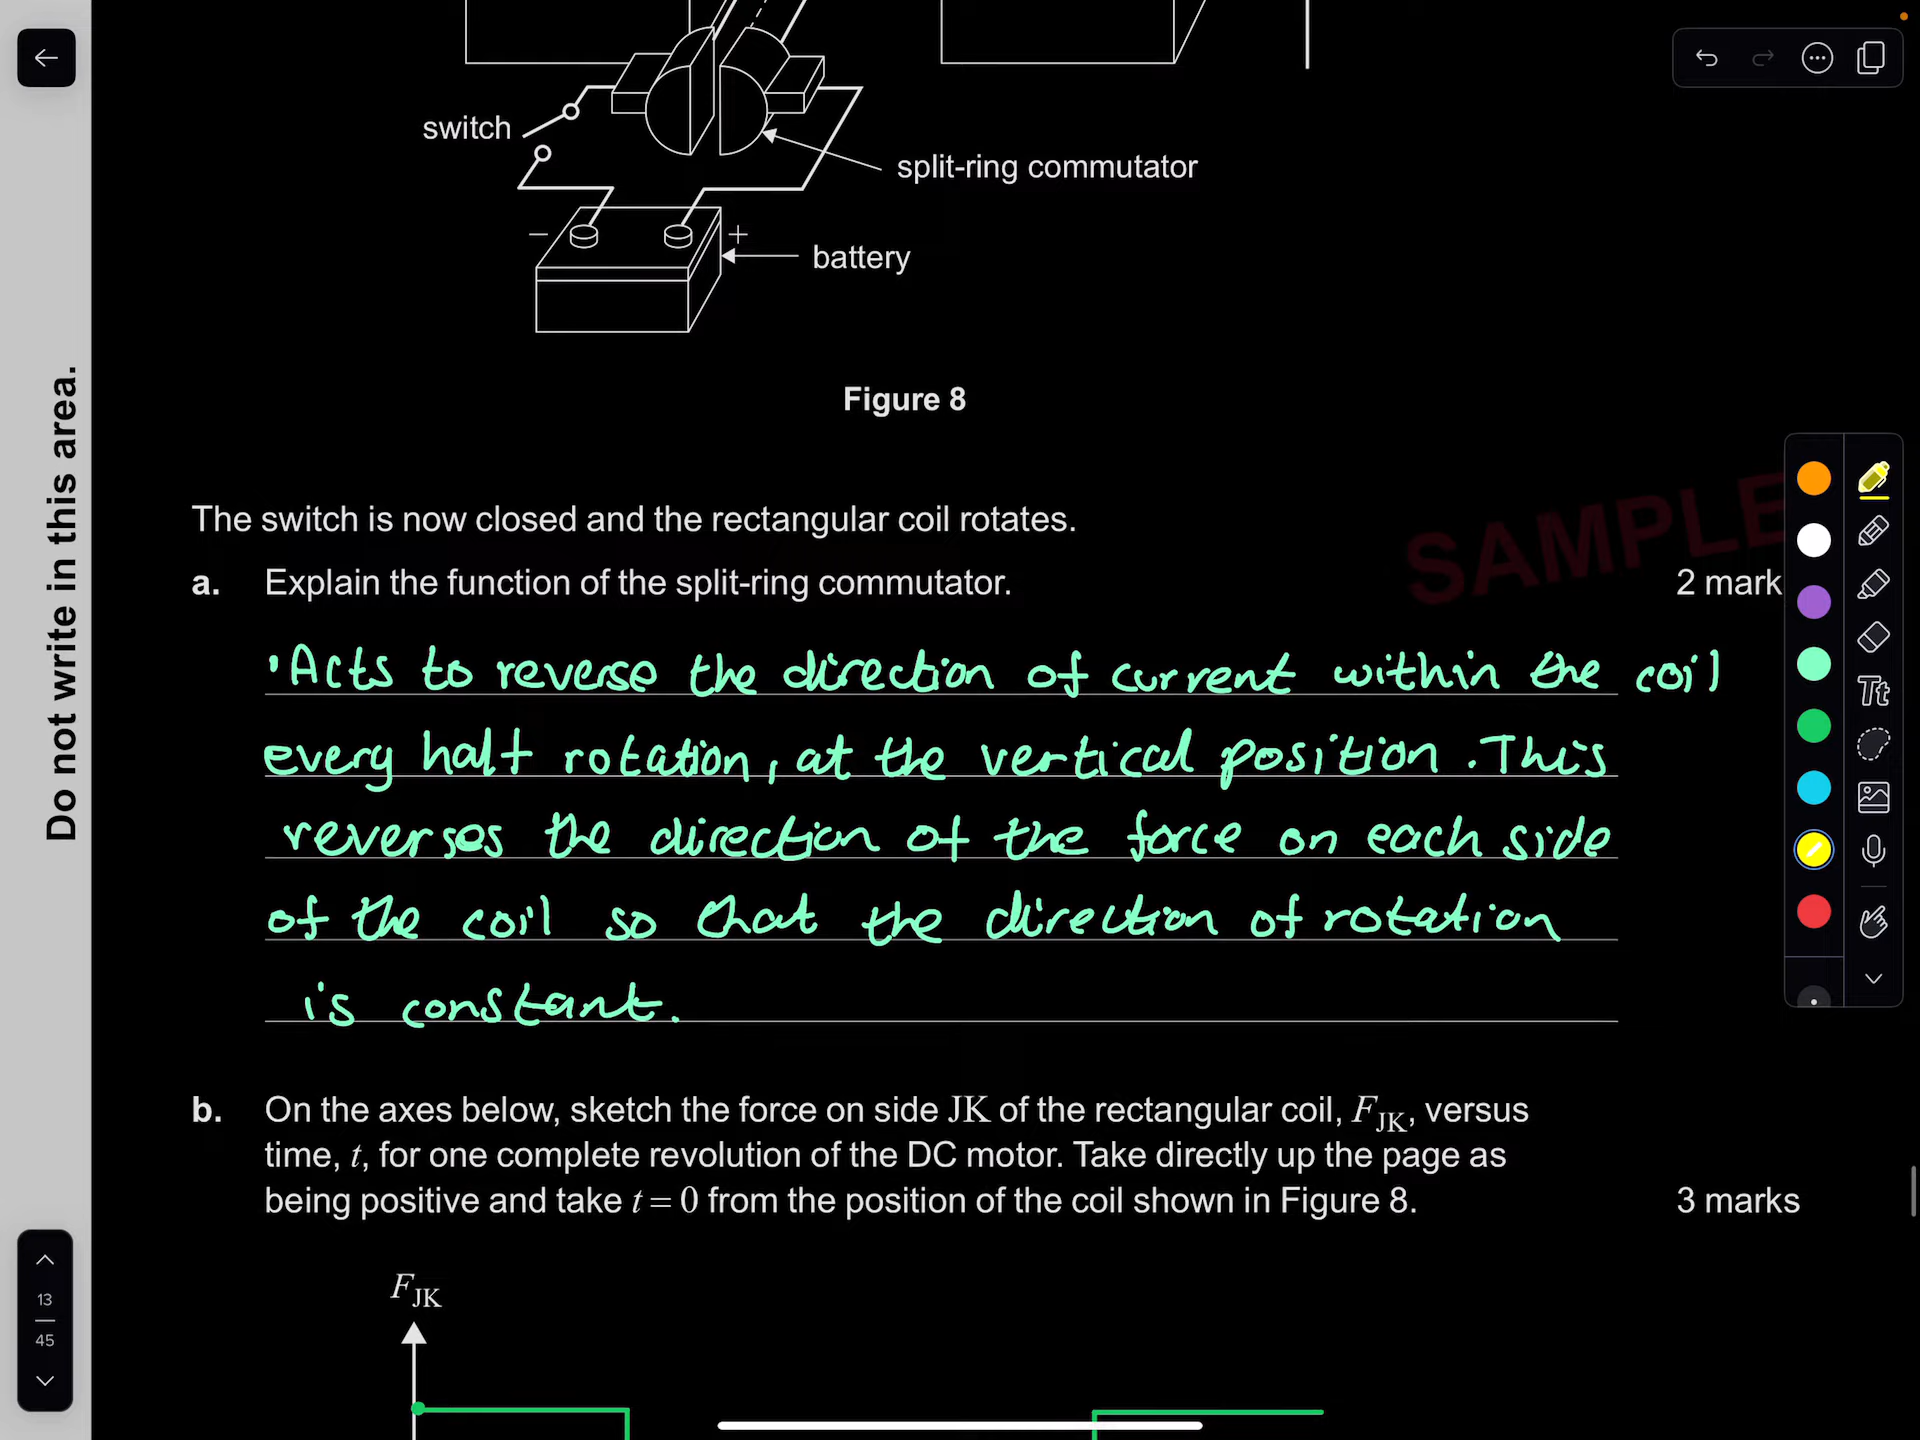 switch
split-ring commutator
− +
battery
Figure 8
Do not write in this area.
SAMPLE
The switch is now closed and the rectangular coil rotates.
a. Explain the function of the split-ring commutator. 2 mark
• Acts to reverse the direction of current within the coil
every half rotation, at the vertical position. This
reverses the direction of the force on each side
of the coil so that the direction of rotation
is constant.
b. On the axes below, sketch the force on side JK of the rectangular coil, F_JK, versus
time, t, for one complete revolution of the DC motor. Take directly up the page as
being positive and take t = 0 from the position of the coil shown in Figure 8. 3 marks
F_JK
13
45
Tt